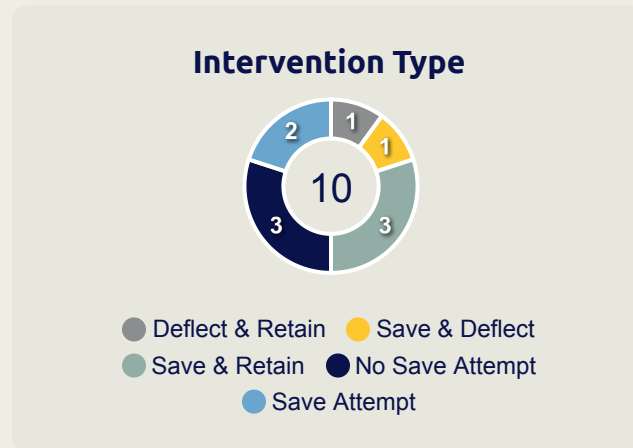 Intervention Type
1
2
1
10
3
3
Deflect & Retain
Save & Deflect
Save & Retain
No Save Attempt
Save Attempt